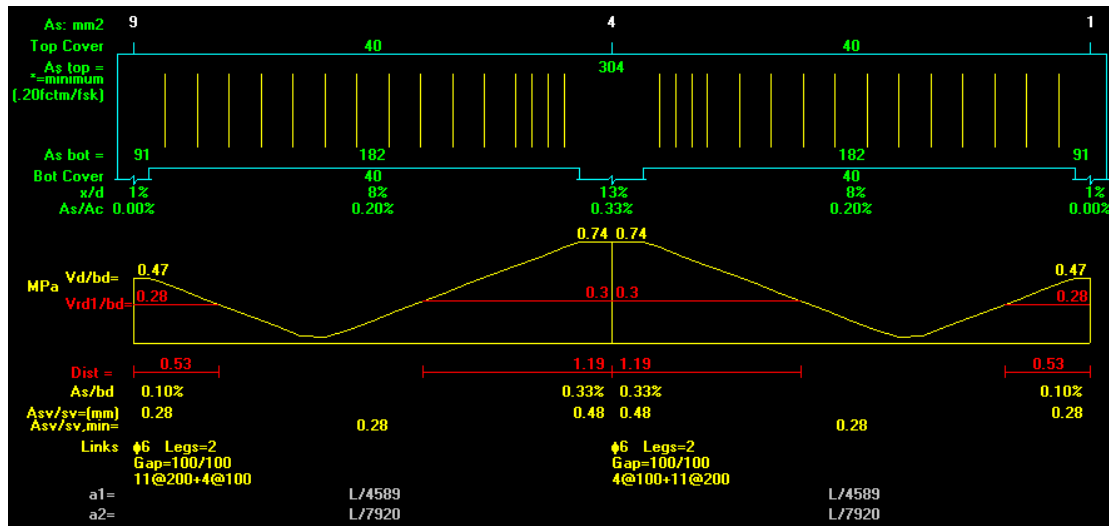 As: mm2 9 4 1
Top Cover 40 40
As top = 304
*=minimum
(.20fctm/fsk)
As bot = 91 182 182 91
Bot Cover 40 40
x/d 1% 8% 13% 8% 1%
As/Ac 0.00% 0.20% 0.33% 0.20% 0.00%
0.74 0.74
MPa Vd/bd= 0.47 0.47
Vrd1/bd= 0.28 0.3 0.3 0.28
Dist = 0.53 1.19 1.19 0.53
As/bd 0.10% 0.33% 0.33% 0.10%
Asv/sv=(mm) 0.28 0.48 0.48 0.28
Asv/sv,min= 0.28 0.28
Links ϕ6 Legs=2 ϕ6 Legs=2
Gap=100/100 Gap=100/100
11@200+4@100 4@100+11@200
a1= L/4589 L/4589
a2= L/7920 L/7920